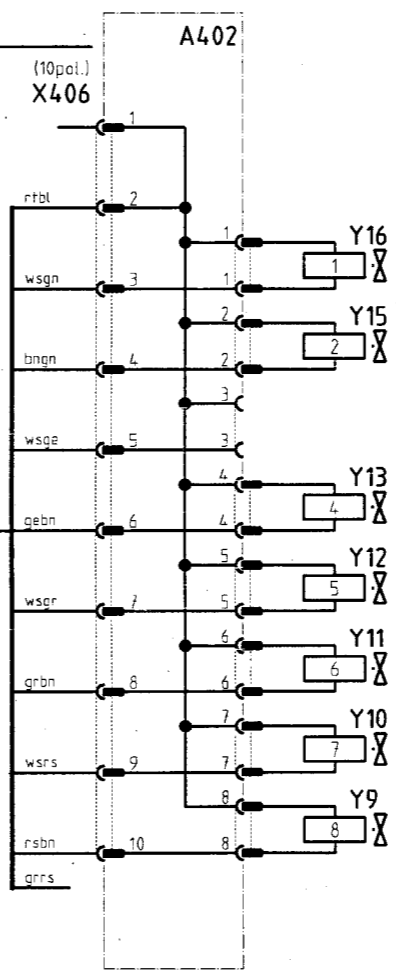 A402
(10pol.)
X406
1
rtbl 2
1 Y16
1
wsgn 3 1
2 Y15
2
bngn 4 2
3
wsge 5 3
4 Y13
4
gebn 6 4
5 Y12
5
wsgr 7 5
6 Y11
6
grbn 8 6
7 Y10
7
wsrs 9 7
8 Y9
8
rsbn 10 8
grrs